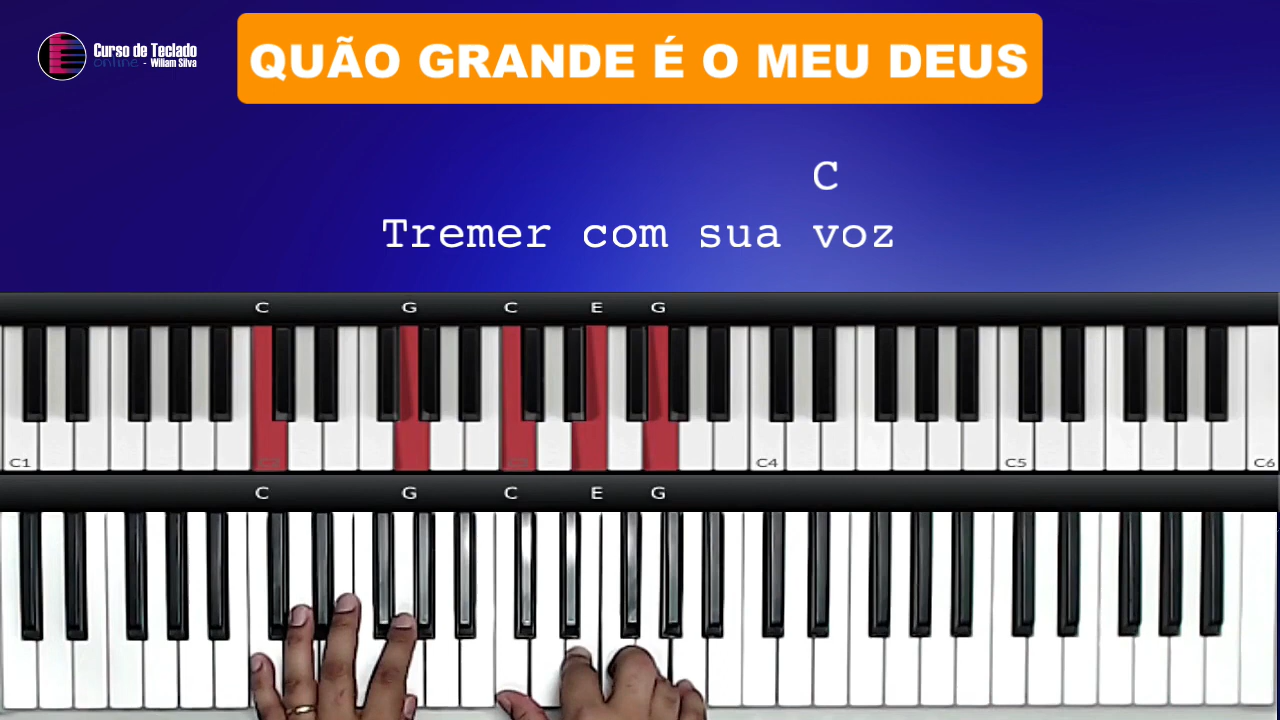 Curso de Teclado
online - Wiliam Silva
QUÃO GRANDE É O MEU DEUS
C
Tremer com sua voz
C G C E G
C1 C4 C5 C6
C G C E G